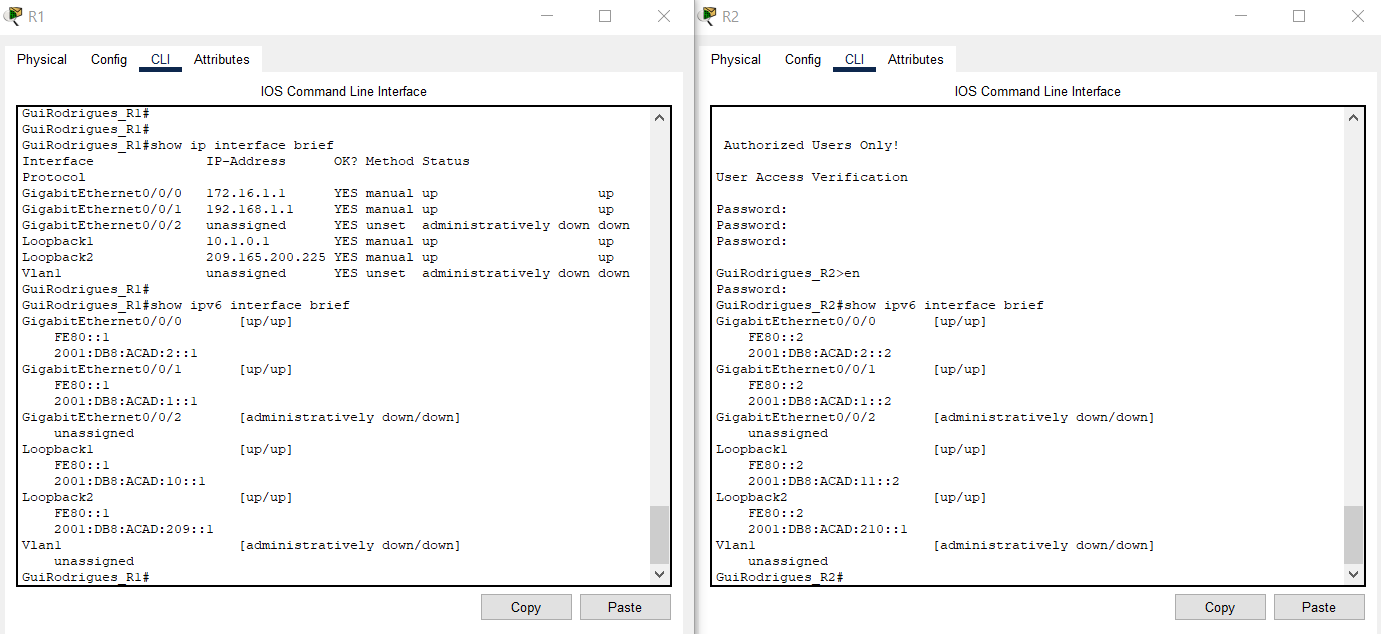 R1
Physical Config CLI Attributes
IOS Command Line Interface
GuiRodrigues_R1#
GuiRodrigues_R1#
GuiRodrigues_R1#show ip interface brief
Interface IP-Address OK? Method Status
Protocol
GigabitEthernet0/0/0 172.16.1.1 YES manual up up
GigabitEthernet0/0/1 192.168.1.1 YES manual up up
GigabitEthernet0/0/2 unassigned YES unset administratively down down
Loopback1 10.1.0.1 YES manual up up
Loopback2 209.165.200.225 YES manual up up
Vlan1 unassigned YES unset administratively down down
GuiRodrigues_R1#
GuiRodrigues_R1#show ipv6 interface brief
GigabitEthernet0/0/0 [up/up]
FE80::1
2001:DB8:ACAD:2::1
GigabitEthernet0/0/1 [up/up]
FE80::1
2001:DB8:ACAD:1::1
GigabitEthernet0/0/2 [administratively down/down]
unassigned
Loopback1 [up/up]
FE80::1
2001:DB8:ACAD:10::1
Loopback2 [up/up]
FE80::1
2001:DB8:ACAD:209::1
Vlan1 [administratively down/down]
unassigned
GuiRodrigues_R1#
Copy Paste
R2
Physical Config CLI Attributes
IOS Command Line Interface
Authorized Users Only!
User Access Verification
Password:
Password:
Password:
GuiRodrigues_R2>en
Password:
GuiRodrigues_R2#show ipv6 interface brief
GigabitEthernet0/0/0 [up/up]
FE80::2
2001:DB8:ACAD:2::2
GigabitEthernet0/0/1 [up/up]
FE80::2
2001:DB8:ACAD:1::2
GigabitEthernet0/0/2 [administratively down/down]
unassigned
Loopback1 [up/up]
FE80::2
2001:DB8:ACAD:11::2
Loopback2 [up/up]
FE80::2
2001:DB8:ACAD:210::1
Vlan1 [administratively down/down]
unassigned
GuiRodrigues_R2#
Copy Paste